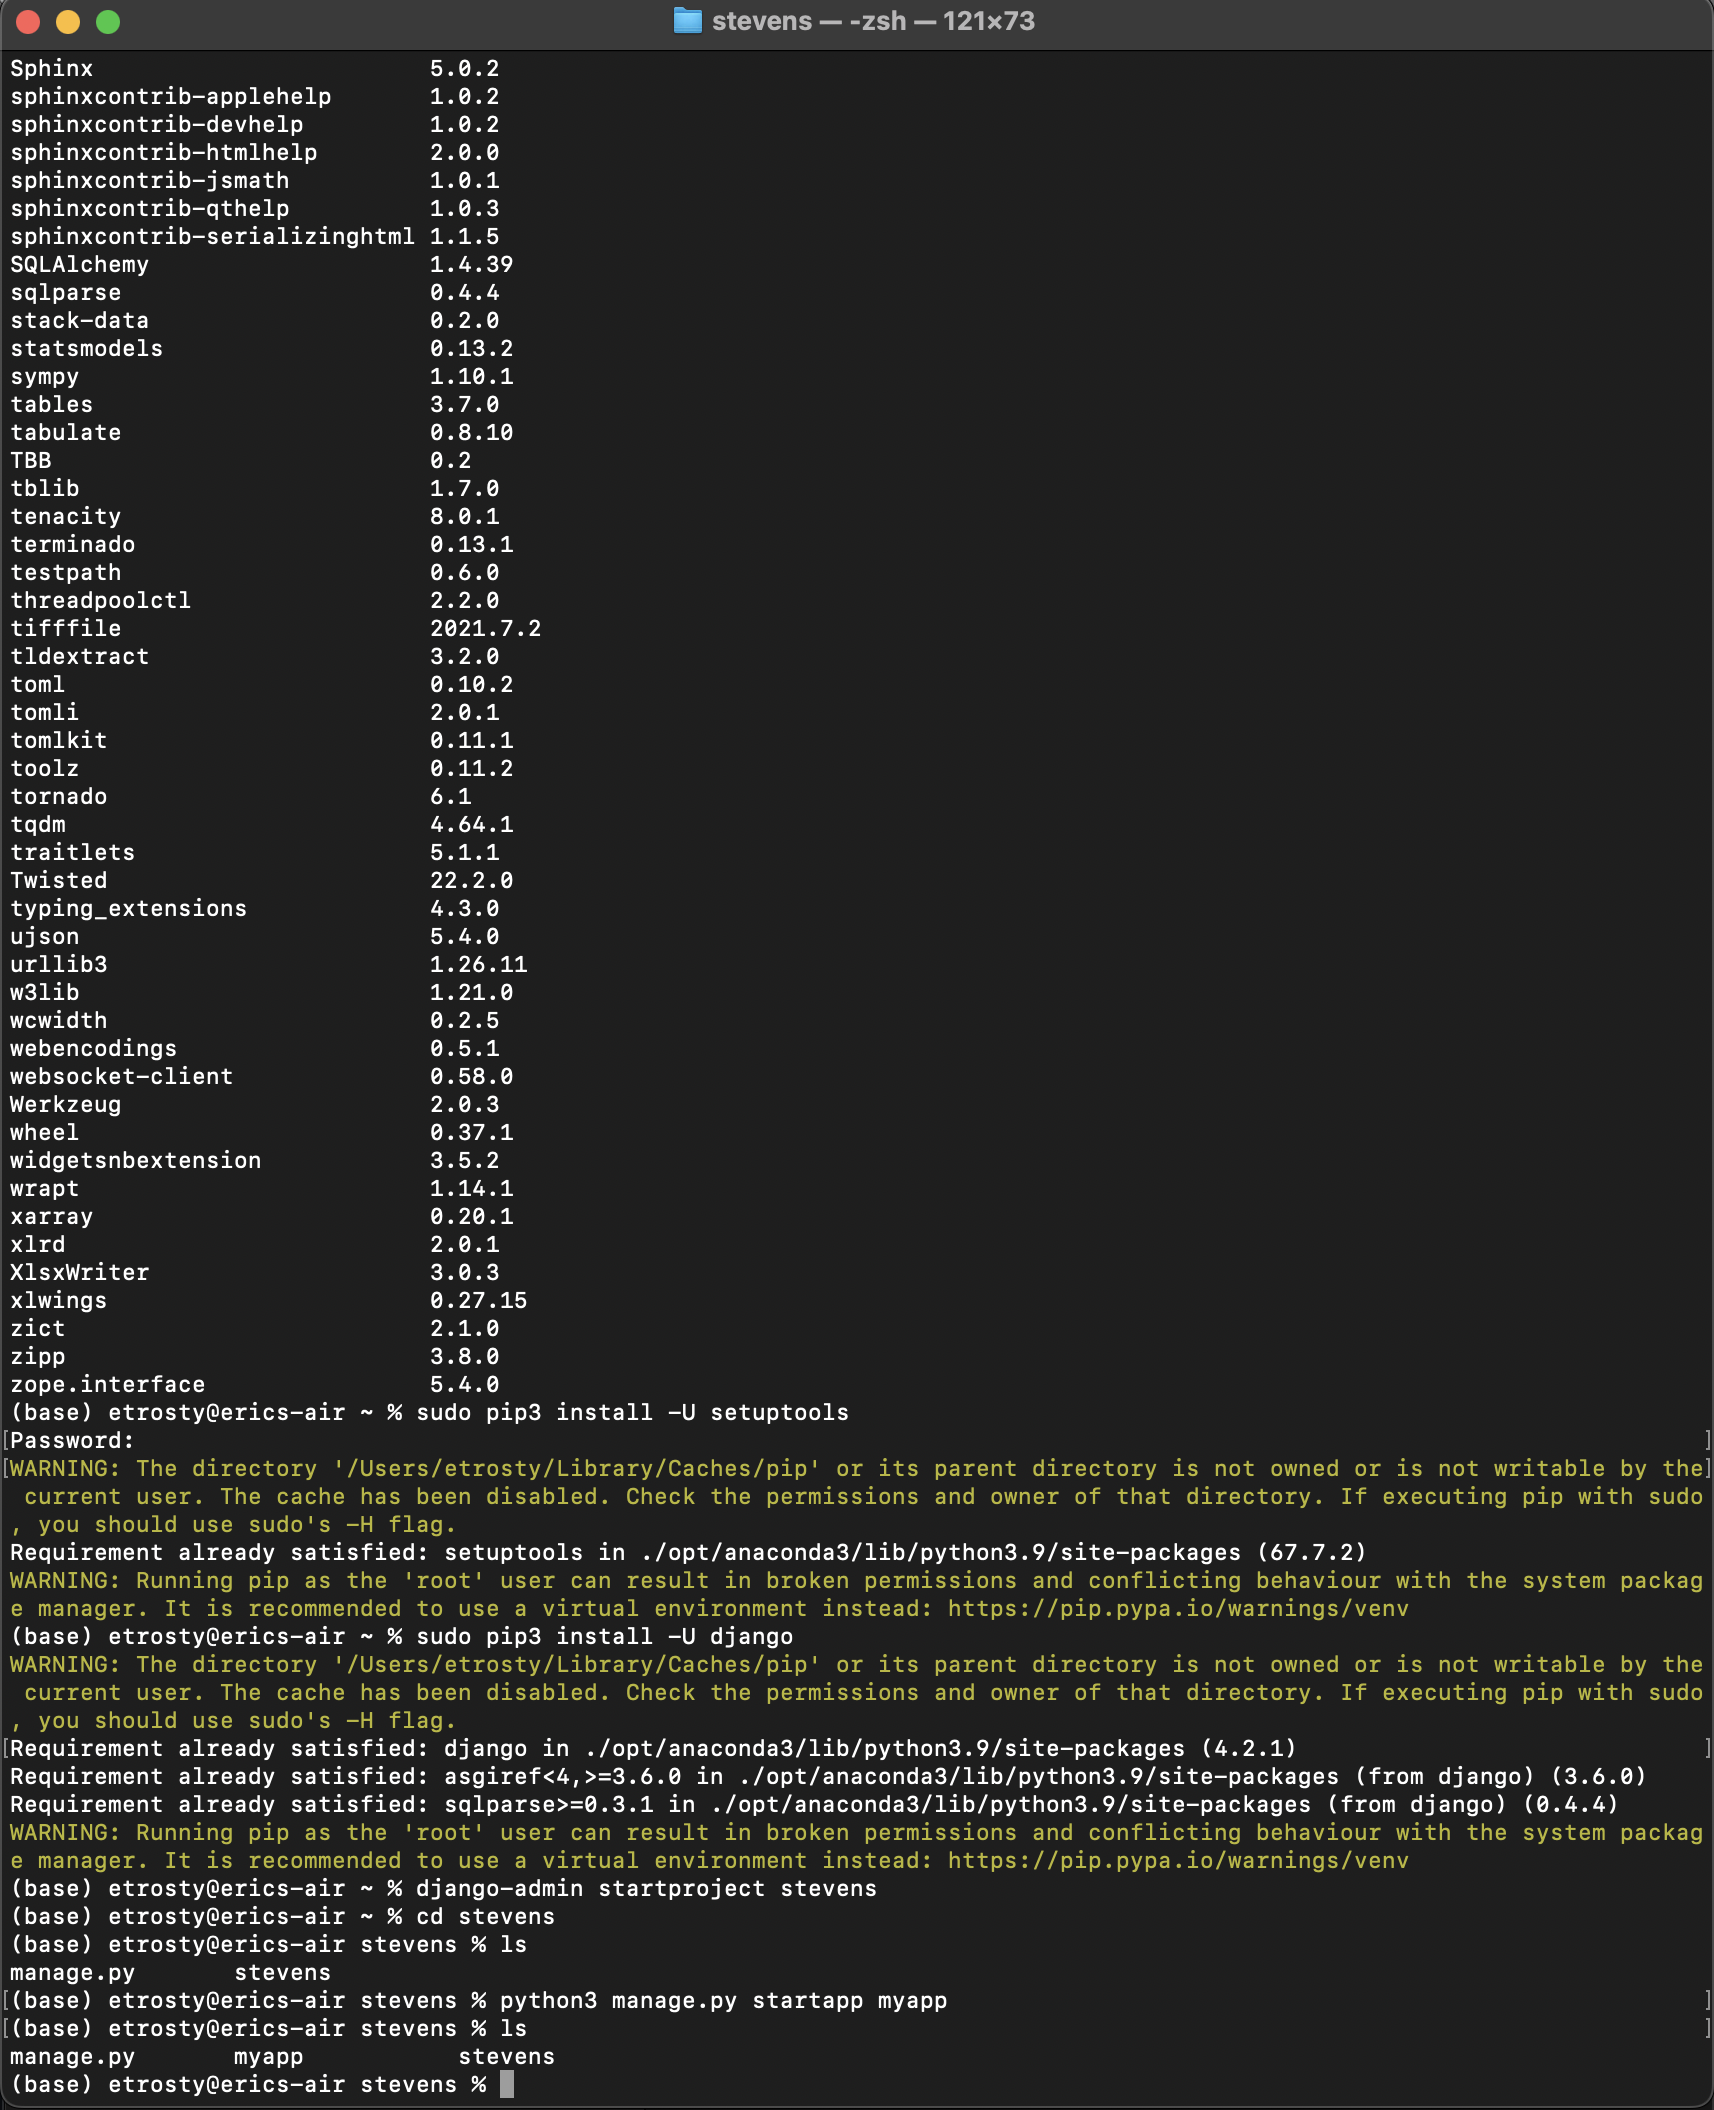 stevens — -zsh — 121×73
Sphinx 5.0.2
sphinxcontrib-applehelp 1.0.2
sphinxcontrib-devhelp 1.0.2
sphinxcontrib-htmlhelp 2.0.0
sphinxcontrib-jsmath 1.0.1
sphinxcontrib-qthelp 1.0.3
sphinxcontrib-serializinghtml 1.1.5
SQLAlchemy 1.4.39
sqlparse 0.4.4
stack-data 0.2.0
statsmodels 0.13.2
sympy 1.10.1
tables 3.7.0
tabulate 0.8.10
TBB 0.2
tblib 1.7.0
tenacity 8.0.1
terminado 0.13.1
testpath 0.6.0
threadpoolctl 2.2.0
tifffile 2021.7.2
tldextract 3.2.0
toml 0.10.2
tomli 2.0.1
tomlkit 0.11.1
toolz 0.11.2
tornado 6.1
tqdm 4.64.1
traitlets 5.1.1
Twisted 22.2.0
typing_extensions 4.3.0
ujson 5.4.0
urllib3 1.26.11
w3lib 1.21.0
wcwidth 0.2.5
webencodings 0.5.1
websocket-client 0.58.0
Werkzeug 2.0.3
wheel 0.37.1
widgetsnbextension 3.5.2
wrapt 1.14.1
xarray 0.20.1
xlrd 2.0.1
XlsxWriter 3.0.3
xlwings 0.27.15
zict 2.1.0
zipp 3.8.0
zope.interface 5.4.0
(base) etrosty@erics-air ~ % sudo pip3 install -U setuptools
[Password: ]
[WARNING: The directory '/Users/etrosty/Library/Caches/pip' or its parent directory is not owned or is not writable by the]
current user. The cache has been disabled. Check the permissions and owner of that directory. If executing pip with sudo
, you should use sudo's -H flag.
Requirement already satisfied: setuptools in ./opt/anaconda3/lib/python3.9/site-packages (67.7.2)
WARNING: Running pip as the 'root' user can result in broken permissions and conflicting behaviour with the system packag
e manager. It is recommended to use a virtual environment instead: https://pip.pypa.io/warnings/venv
(base) etrosty@erics-air ~ % sudo pip3 install -U django
WARNING: The directory '/Users/etrosty/Library/Caches/pip' or its parent directory is not owned or is not writable by the
current user. The cache has been disabled. Check the permissions and owner of that directory. If executing pip with sudo
, you should use sudo's -H flag.
[Requirement already satisfied: django in ./opt/anaconda3/lib/python3.9/site-packages (4.2.1) ]
Requirement already satisfied: asgiref<4,>=3.6.0 in ./opt/anaconda3/lib/python3.9/site-packages (from django) (3.6.0)
Requirement already satisfied: sqlparse>=0.3.1 in ./opt/anaconda3/lib/python3.9/site-packages (from django) (0.4.4)
WARNING: Running pip as the 'root' user can result in broken permissions and conflicting behaviour with the system packag
e manager. It is recommended to use a virtual environment instead: https://pip.pypa.io/warnings/venv
(base) etrosty@erics-air ~ % django-admin startproject stevens
(base) etrosty@erics-air ~ % cd stevens
(base) etrosty@erics-air stevens % ls
manage.py stevens
[(base) etrosty@erics-air stevens % python3 manage.py startapp myapp ]
[(base) etrosty@erics-air stevens % ls ]
manage.py myapp stevens
(base) etrosty@erics-air stevens %